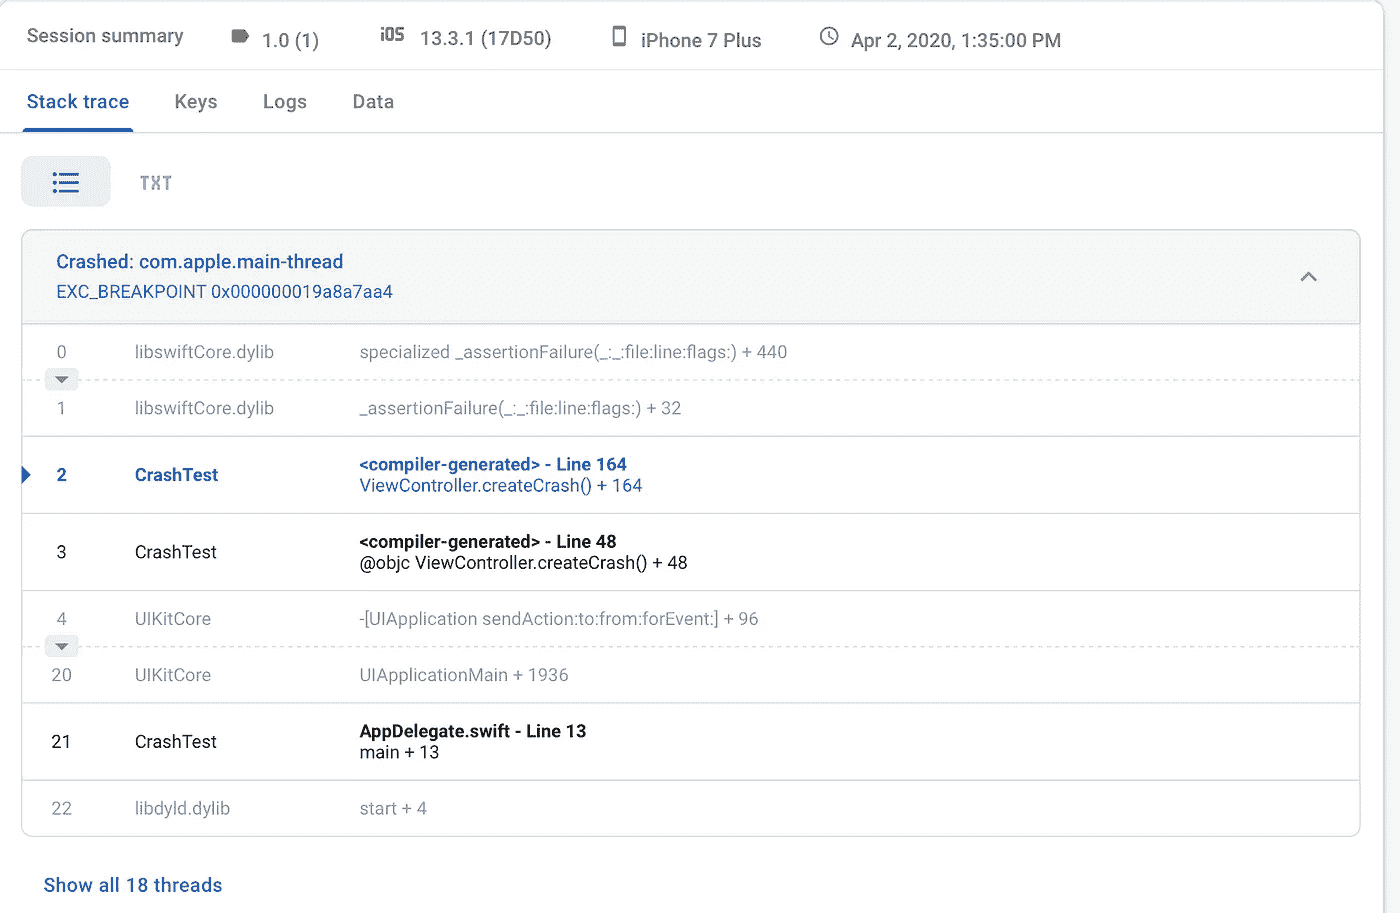 Session summary 1.0 (1) iOS 13.3.1 (17D50) iPhone 7 Plus Apr 2, 2020, 1:35:00 PM
Stack trace Keys Logs Data
TXT
Crashed: com.apple.main-thread
EXC_BREAKPOINT 0x000000019a8a7aa4
0 libswiftCore.dylib specialized _assertionFailure(_:_:file:line:flags:) + 440
1 libswiftCore.dylib _assertionFailure(_:_:file:line:flags:) + 32
2 CrashTest <compiler-generated> - Line 164
ViewController.createCrash() + 164
3 CrashTest <compiler-generated> - Line 48
@objc ViewController.createCrash() + 48
4 UIKitCore -[UIApplication sendAction:to:from:forEvent:] + 96
20 UIKitCore UIApplicationMain + 1936
21 CrashTest AppDelegate.swift - Line 13
main + 13
22 libdyld.dylib start + 4
Show all 18 threads